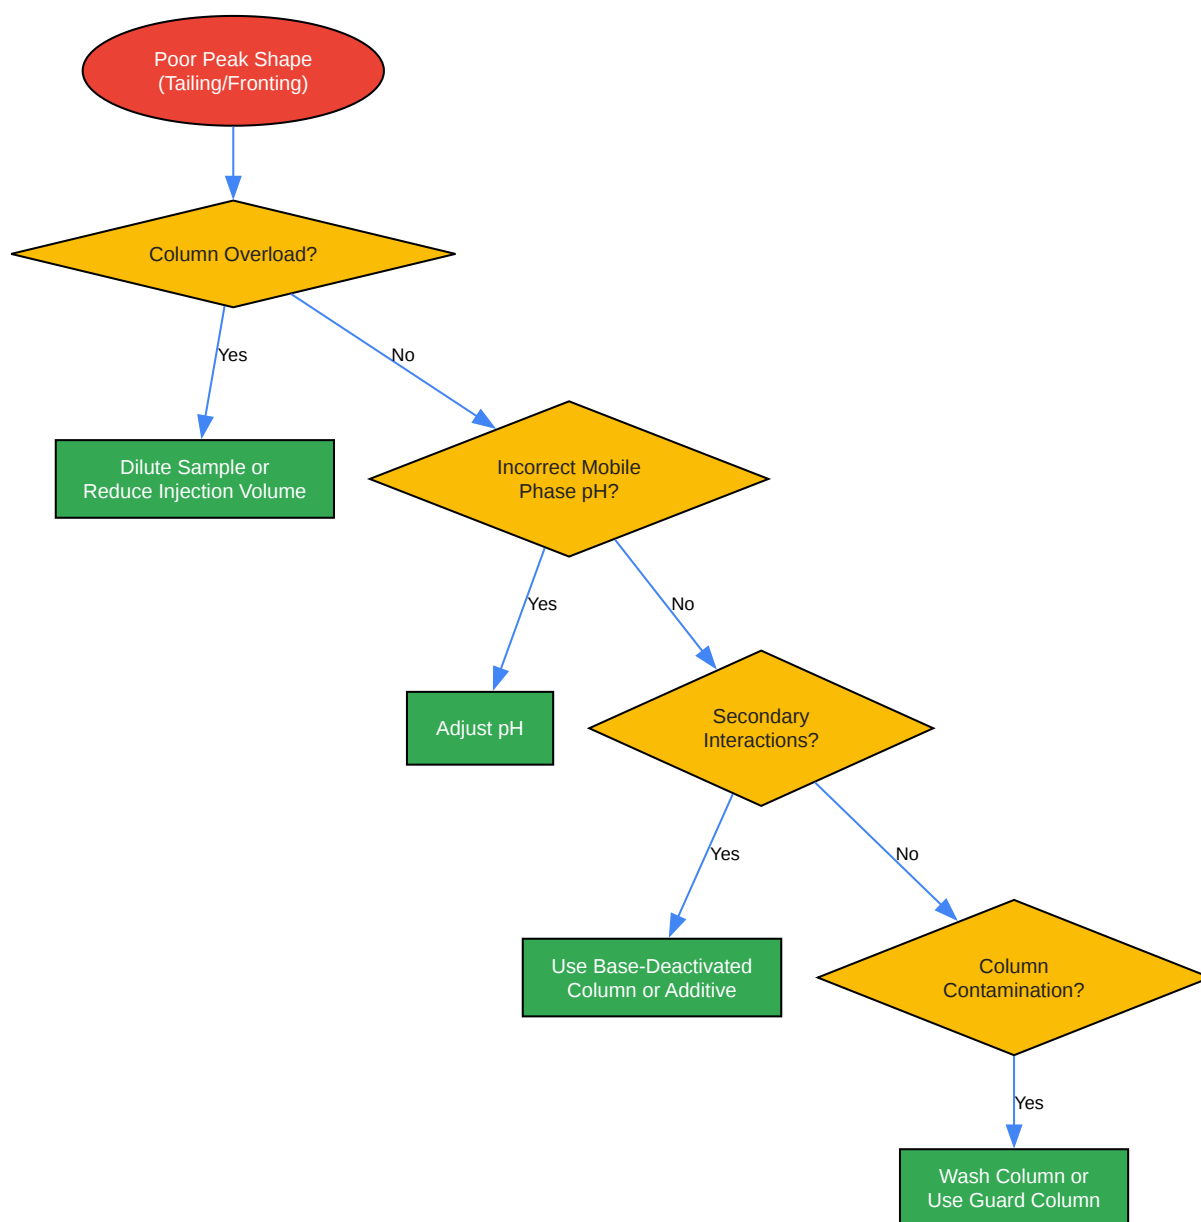 Poor Peak Shape
(Tailing/Fronting)
Column Overload?
Yes
No
Dilute Sample or
Reduce Injection Volume
Incorrect Mobile
Phase pH?
Yes
No
Adjust pH
Secondary
Interactions?
Yes
No
Use Base-Deactivated
Column or Additive
Column
Contamination?
Yes
Wash Column or
Use Guard Column